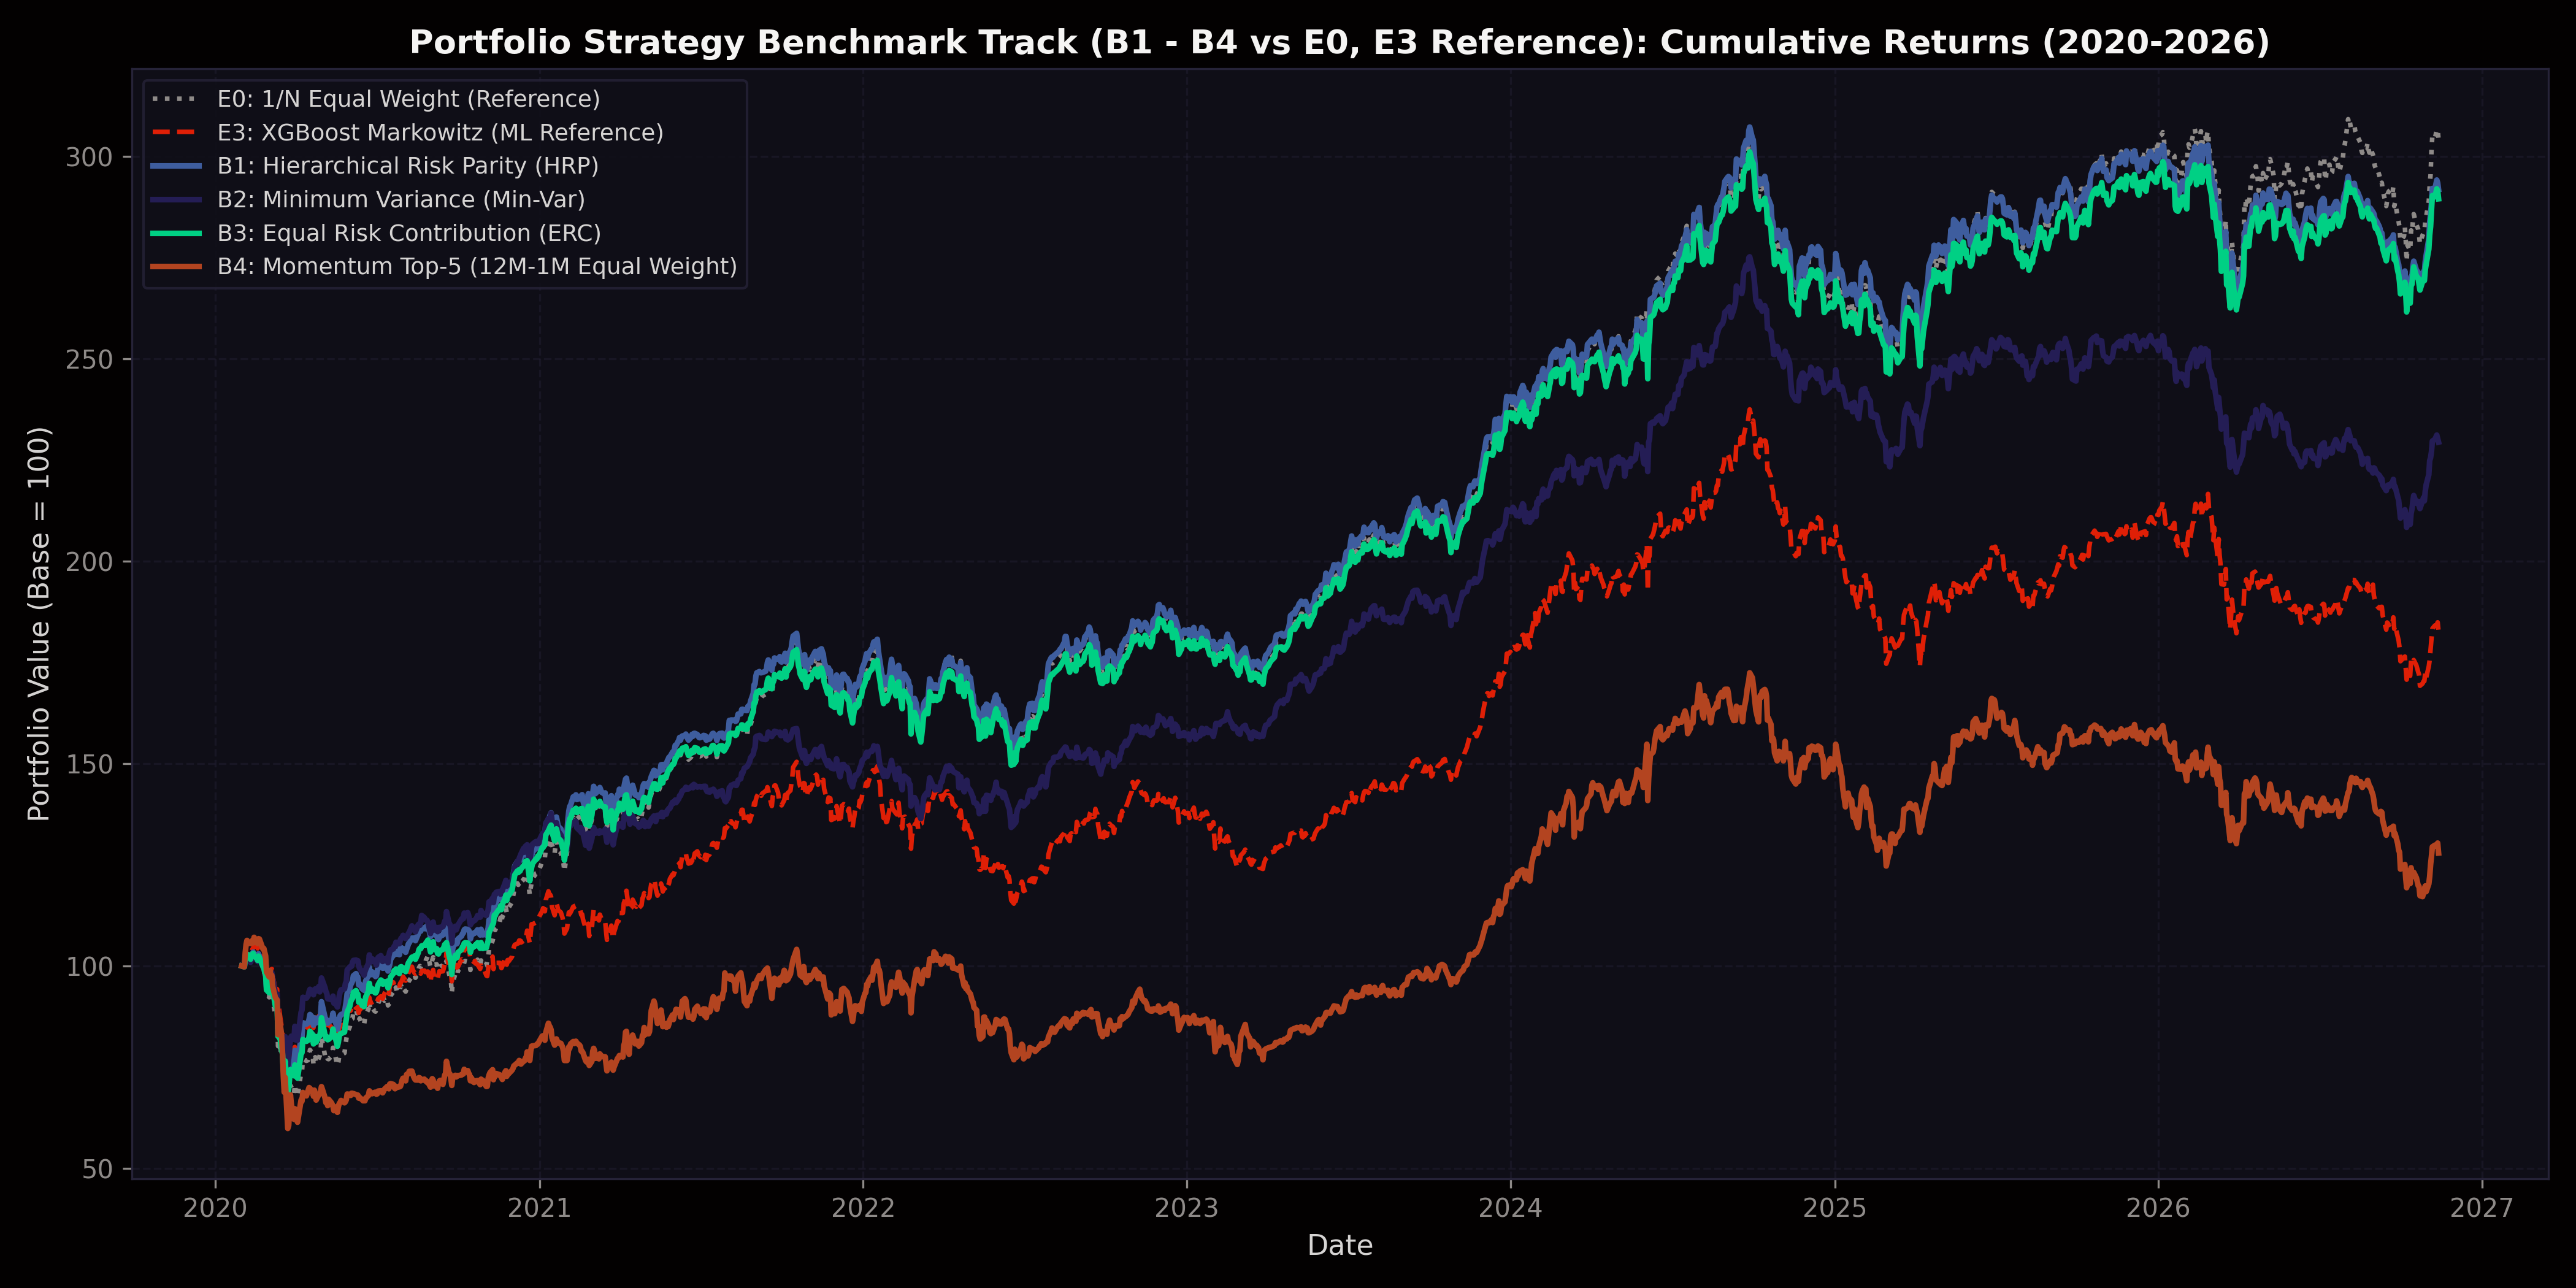 Portfolio Strategy Benchmark Track (B1 - B4 vs E0, E3 Reference): Cumulative Returns (2020-2026)
E0: 1/N Equal Weight (Reference)
E3: XGBoost Markowitz (ML Reference)
B1: Hierarchical Risk Parity (HRP)
B2: Minimum Variance (Min-Var)
B3: Equal Risk Contribution (ERC)
B4: Momentum Top-5 (12M-1M Equal Weight)
Portfolio Value (Base = 100)
300
250
200
150
100
50
2020 2021 2022 2023 2024 2025 2026 2027
Date